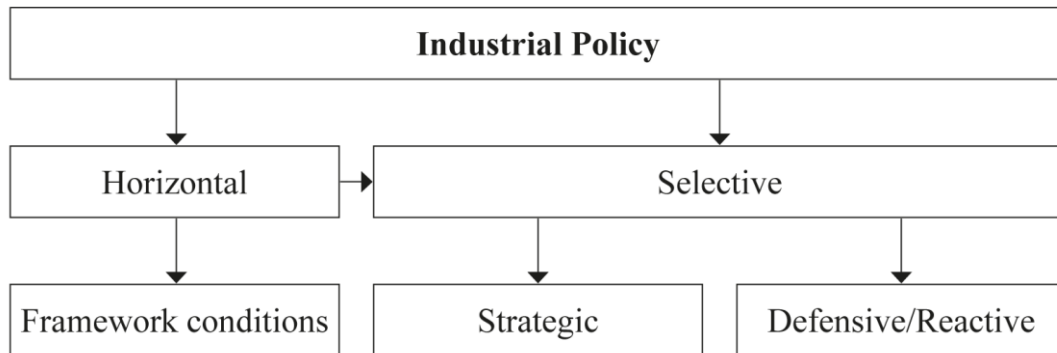 Industrial Policy
Horizontal
Selective
Framework conditions
Strategic
Defensive/Reactive